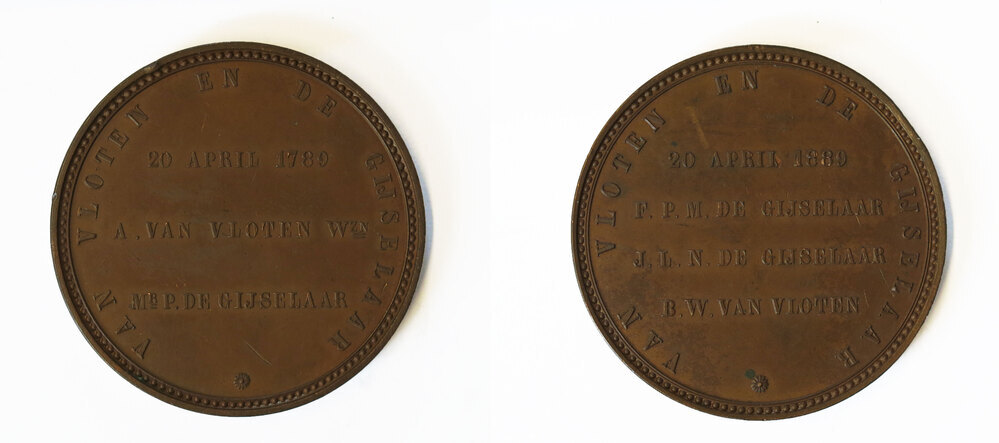 VAN VLOTEN EN DE GIJSELAAR
20 APRIL 1789
A. VAN VLOTEN WZN
MR P. DE GIJSELAAR
VAN VLOTEN EN DE GIJSELAAR
20 APRIL 1889
F. P. M. DE GIJSELAAR
J. L. N. DE GIJSELAAR
B. W. VAN VLOTEN